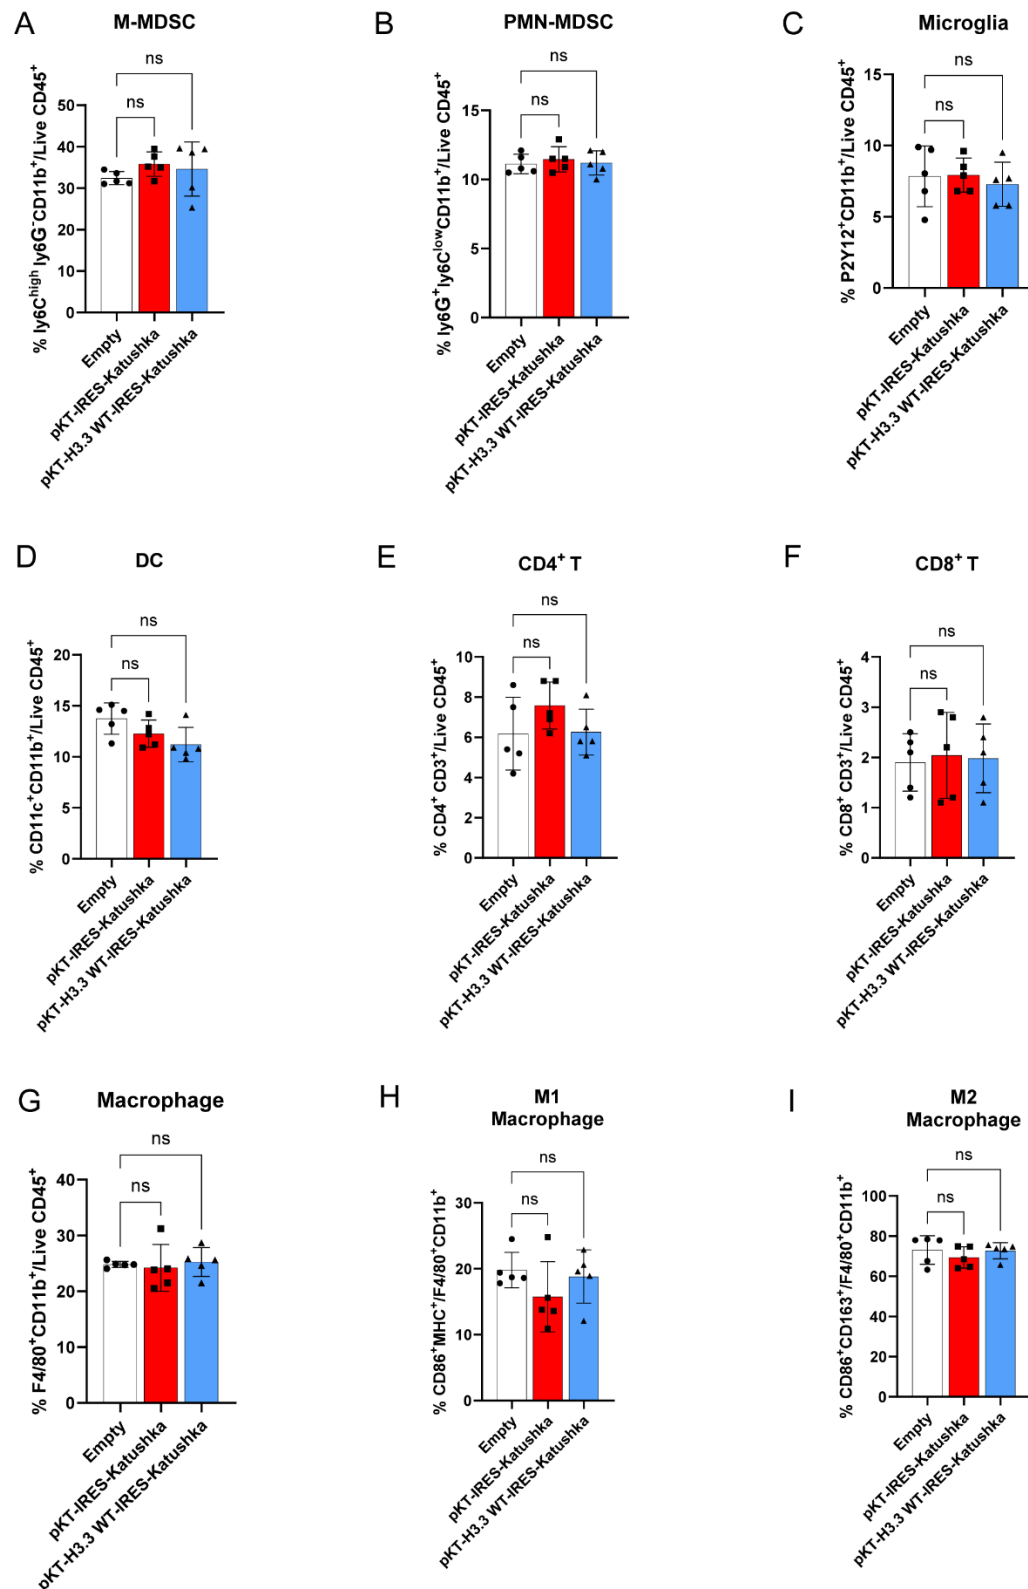 A
M-MDSC
% ly6C^high ly6G^-CD11b^+/Live CD45^+
50
40
30
20
10
0
ns
ns
Empty
pKT-IRES-Katushka
pKT-H3.3 WT-IRES-Katushka
B
PMN-MDSC
% ly6G^+ly6C^lowCD11b^+/Live CD45^+
15
10
5
0
ns
ns
Empty
pKT-IRES-Katushka
pKT-H3.3 WT-IRES-Katushka
C
Microglia
% P2Y12^+CD11b^+/Live CD45^+
15
10
5
0
ns
ns
Empty
pKT-IRES-Katushka
pKT-H3.3 WT-IRES-Katushka
D
DC
% CD11c^+CD11b^+/Live CD45^+
20
15
10
5
0
ns
ns
Empty
pKT-IRES-Katushka
pKT-H3.3 WT-IRES-Katushka
E
CD4^+ T
% CD4^+ CD3^+/Live CD45^+
10
8
6
4
2
0
ns
ns
Empty
pKT-IRES-Katushka
pKT-H3.3 WT-IRES-Katushka
F
CD8^+ T
% CD8^+ CD3^+/Live CD45^+
4
3
2
1
0
ns
ns
Empty
pKT-IRES-Katushka
pKT-H3.3 WT-IRES-Katushka
G
Macrophage
% F4/80^+CD11b^+/Live CD45^+
40
30
20
10
0
ns
ns
Empty
pKT-IRES-Katushka
pKT-H3.3 WT-IRES-Katushka
H
M1
Macrophage
% CD86^+MHC^+/F4/80^+CD11b^+
30
20
10
0
ns
ns
Empty
pKT-IRES-Katushka
pKT-H3.3 WT-IRES-Katushka
I
M2
Macrophage
% CD86^+CD163^+/F4/80^+CD11b^+
100
80
60
40
20
0
ns
ns
Empty
pKT-IRES-Katushka
pKT-H3.3 WT-IRES-Katushka